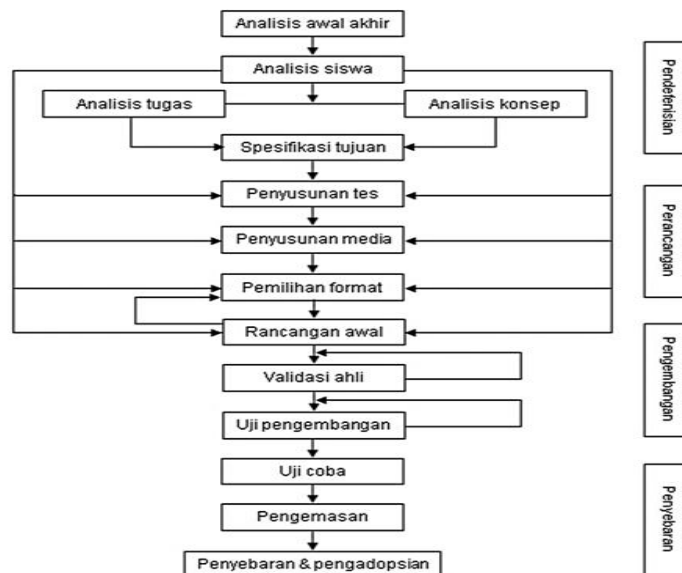 Analisis awal akhir
Analisis siswa
Analisis tugas
Analisis konsep
Spesifikasi tujuan
Penyusunan tes
Penyusunan media
Pemilihan format
Rancangan awal
Validasi ahli
Uji pengembangan
Uji coba
Pengemasan
Penyebaran & pengadopsian
Pendefenisian
Perancangan
Pengembangan
Penyebaran